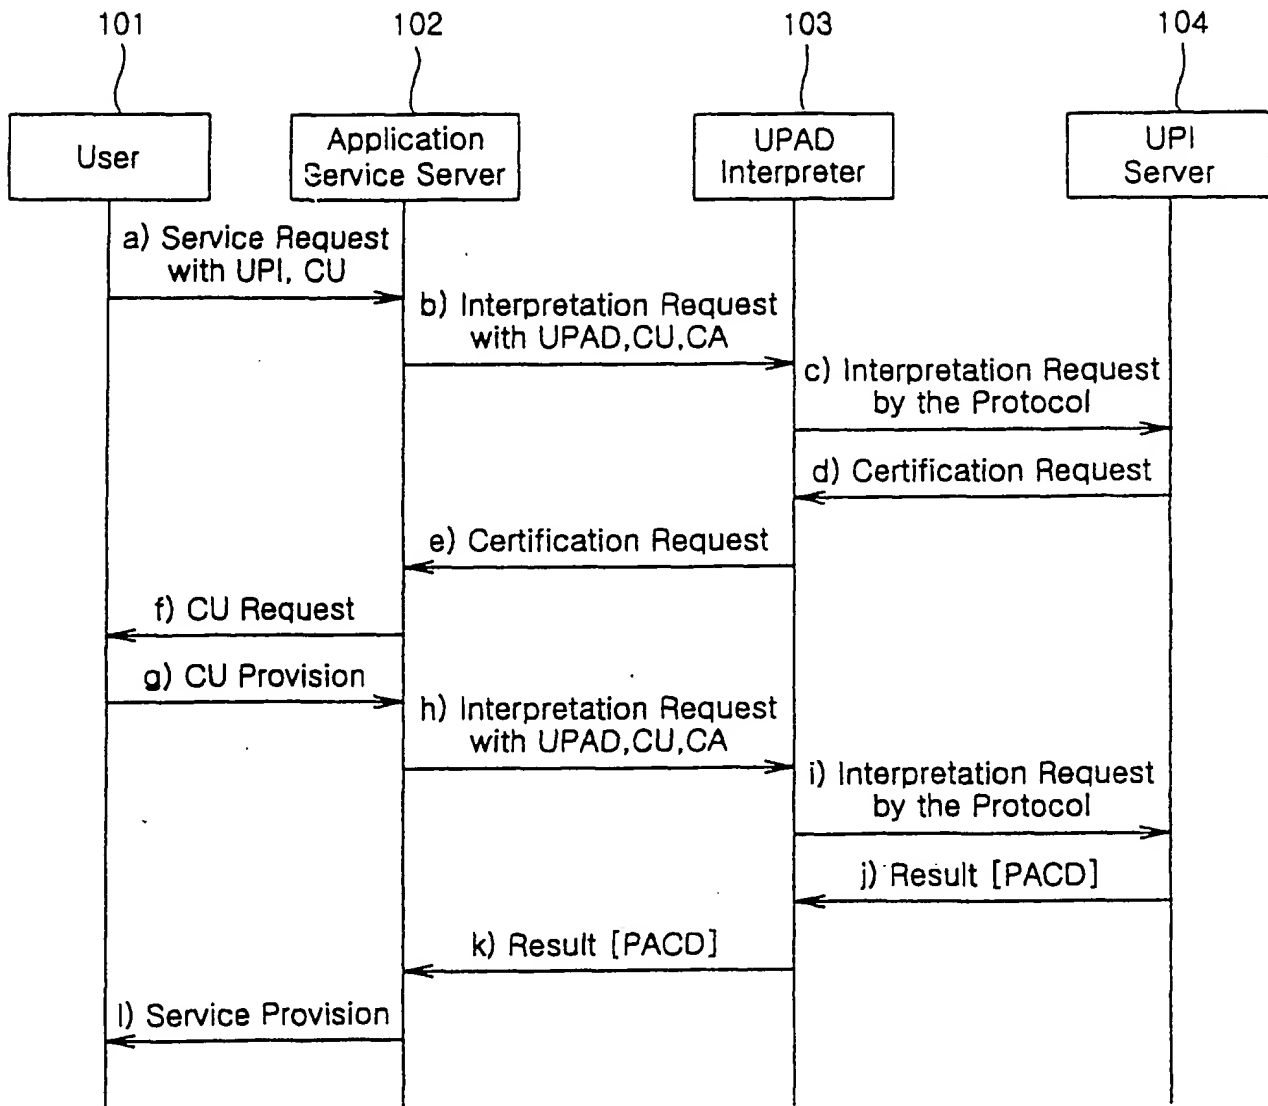 101
102
103
104
User
Application
Service Server
UPAD
Interpreter
UPI
Server
a) Service Request
with UPI, CU
b) Interpretation Request
with UPAD,CU,CA
c) Interpretation Request
by the Protocol
d) Certification Request
e) Certification Request
f) CU Request
g) CU Provision
h) Interpretation Request
with UPAD,CU,CA
i) Interpretation Request
by the Protocol
j) Result [PACD]
k) Result [PACD]
l) Service Provision